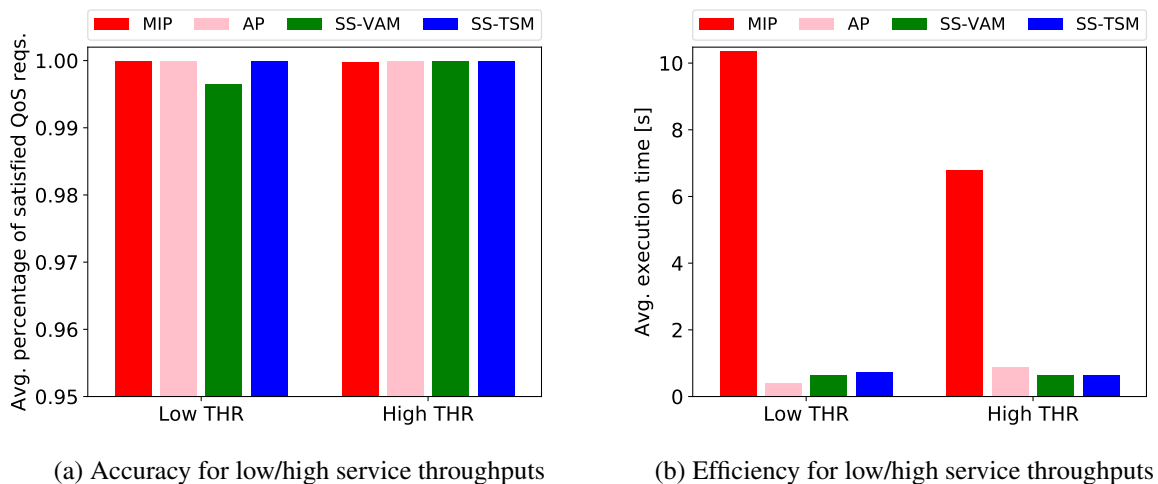 MIP AP SS-VAM SS-TSM
Avg. percentage of satisfied QoS reqs.
1.00
0.99
0.98
0.97
0.96
0.95
Low THR High THR
(a) Accuracy for low/high service throughputs
MIP AP SS-VAM SS-TSM
Avg. execution time [s]
10
8
6
4
2
0
Low THR High THR
(b) Efficiency for low/high service throughputs